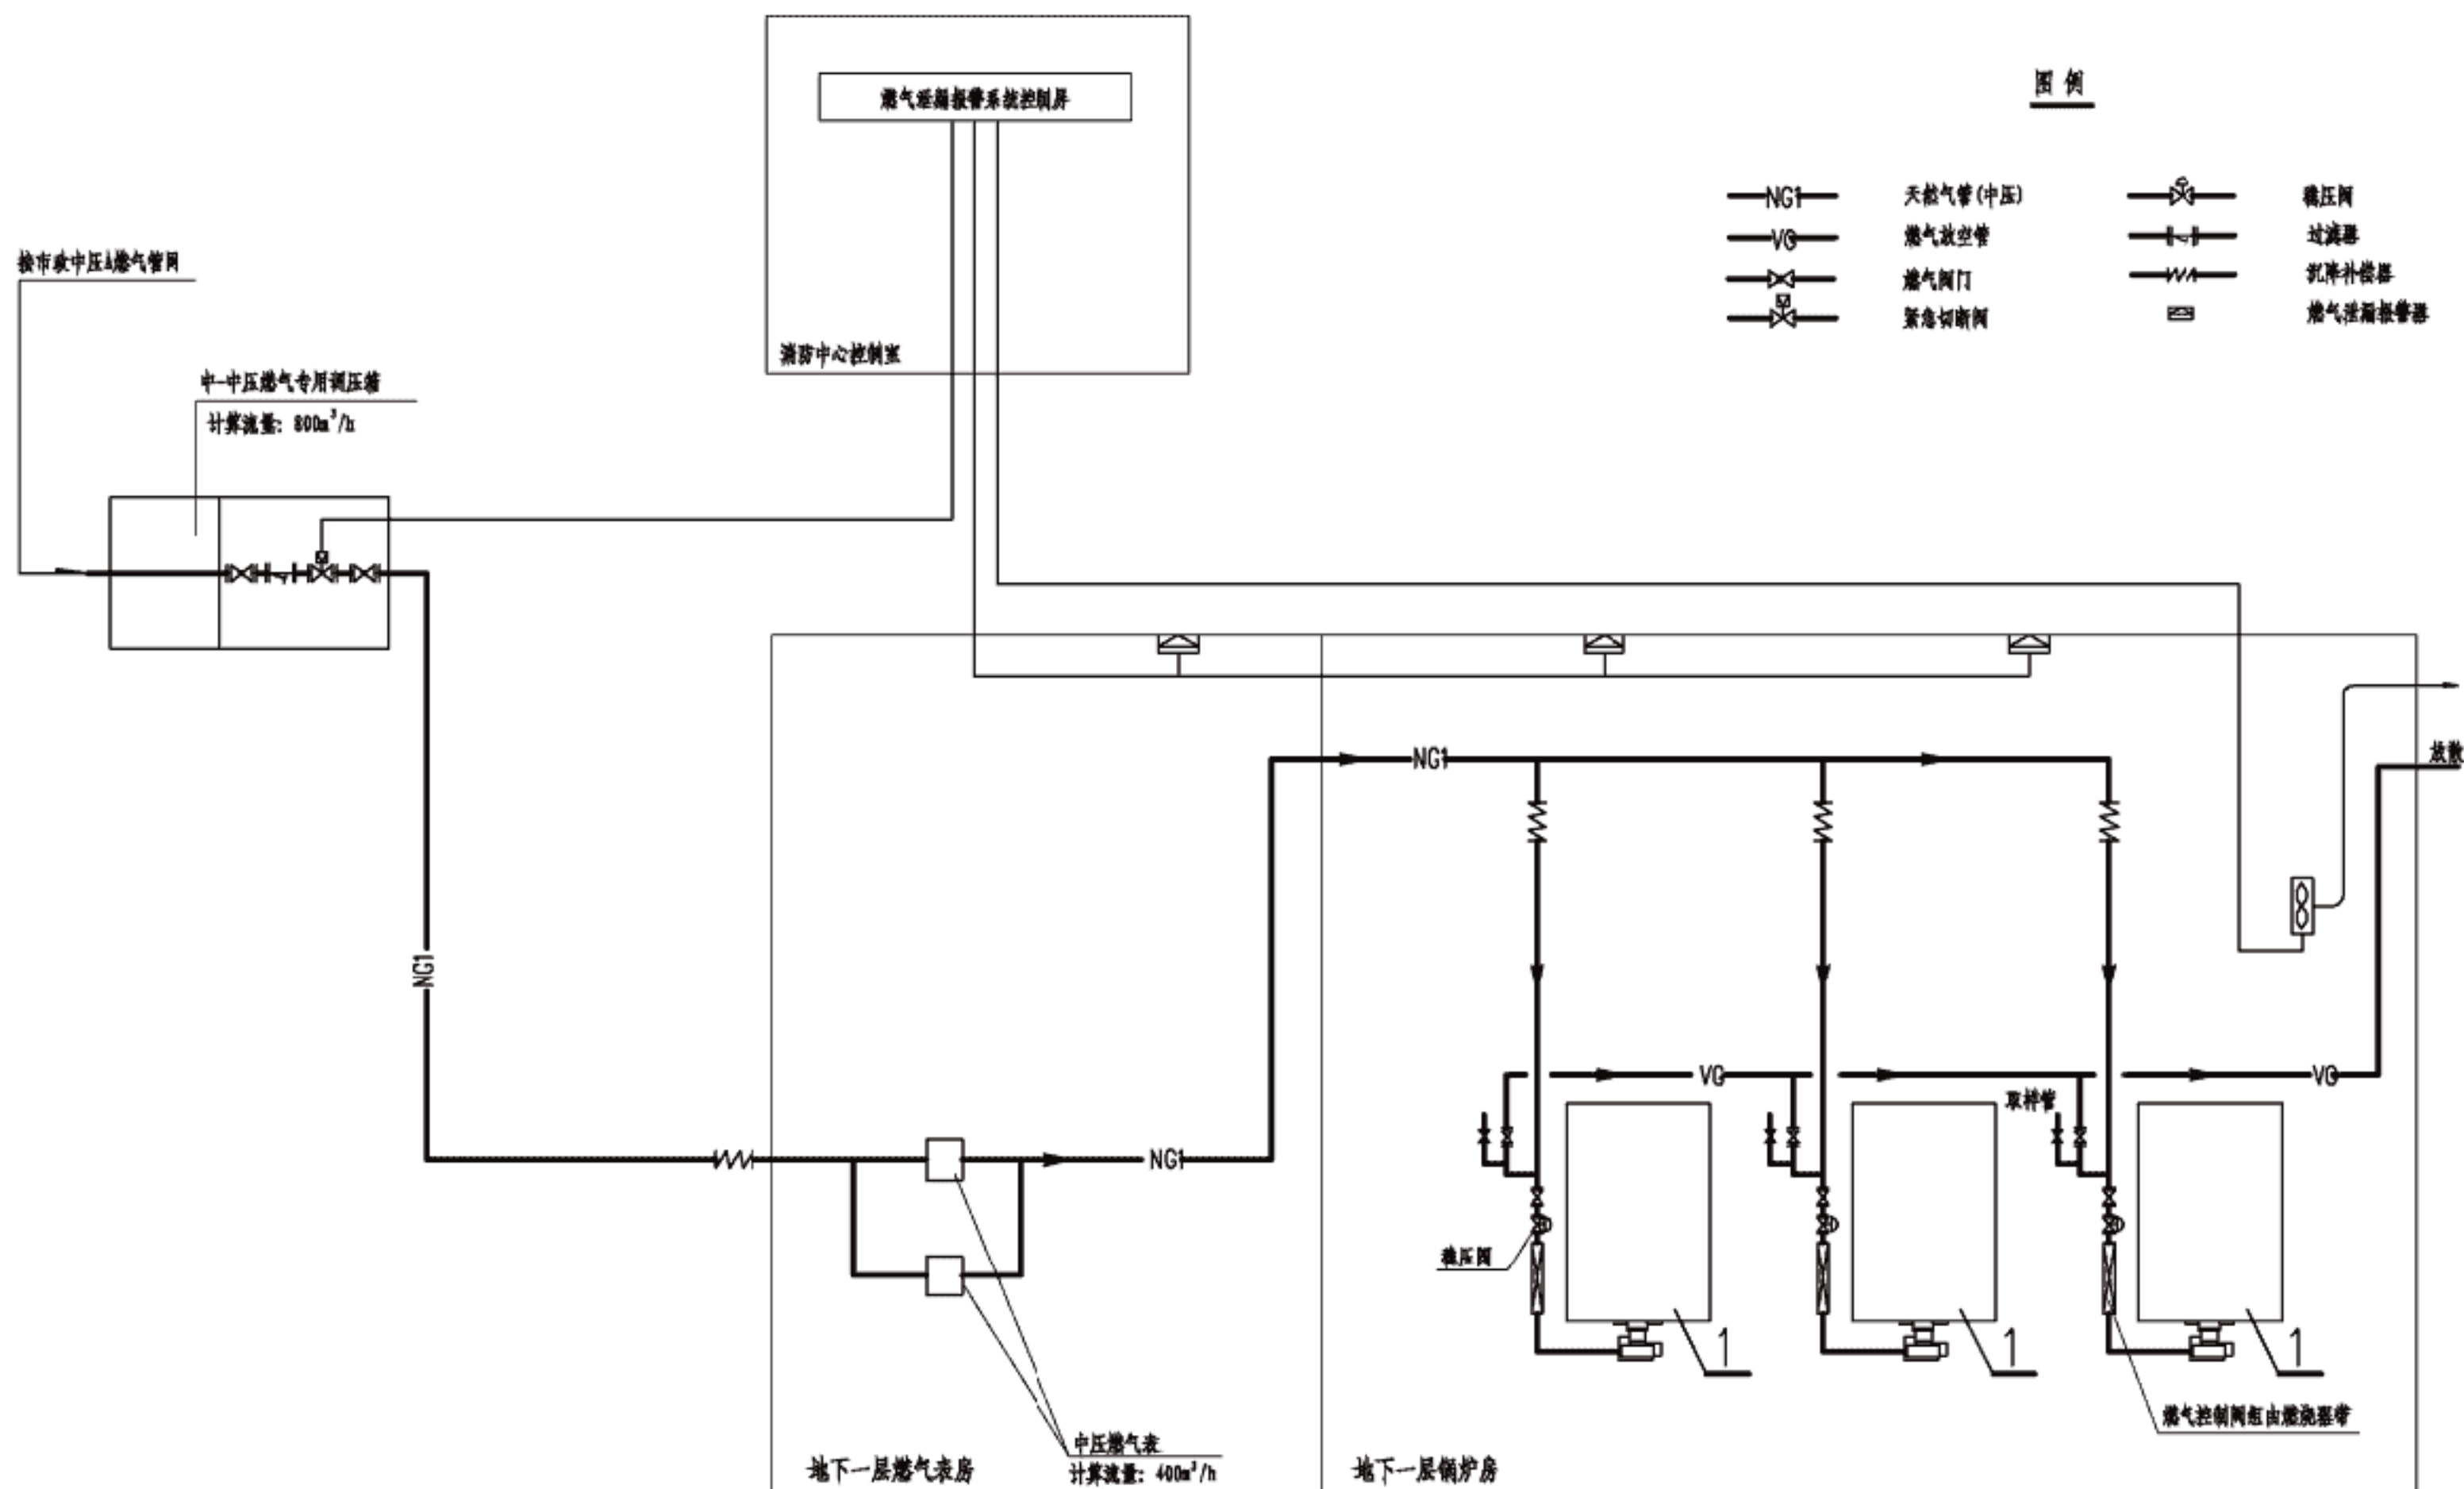 燃气泄漏报警系统控制屏
消防中心控制室
图 例
NG1 天然气管(中压)
VG 燃气放空管
燃气阀门
紧急切断阀
稳压阀
过滤器
沉降补偿器
燃气泄漏报警器
接市政中压A燃气管网
中-中压燃气专用调压箱
计算流量: 800m³/h
NG1
NG1
NG1
放散
VG
VG
取样管
稳压阀
1
1
1
燃气控制阀组由燃烧器带
中压燃气表
计算流量: 400m³/h
地下一层燃气表房
地下一层锅炉房